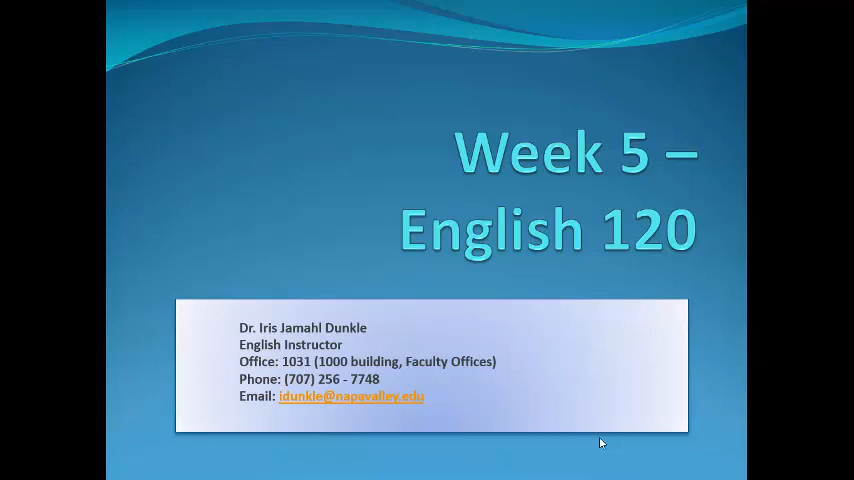 Week 5 –
English 120
Dr. Iris Jamahl Dunkle
English Instructor
Office: 1031 (1000 building, Faculty Offices)
Phone: (707) 256 - 7748
Email: idunkle@napavalley.edu